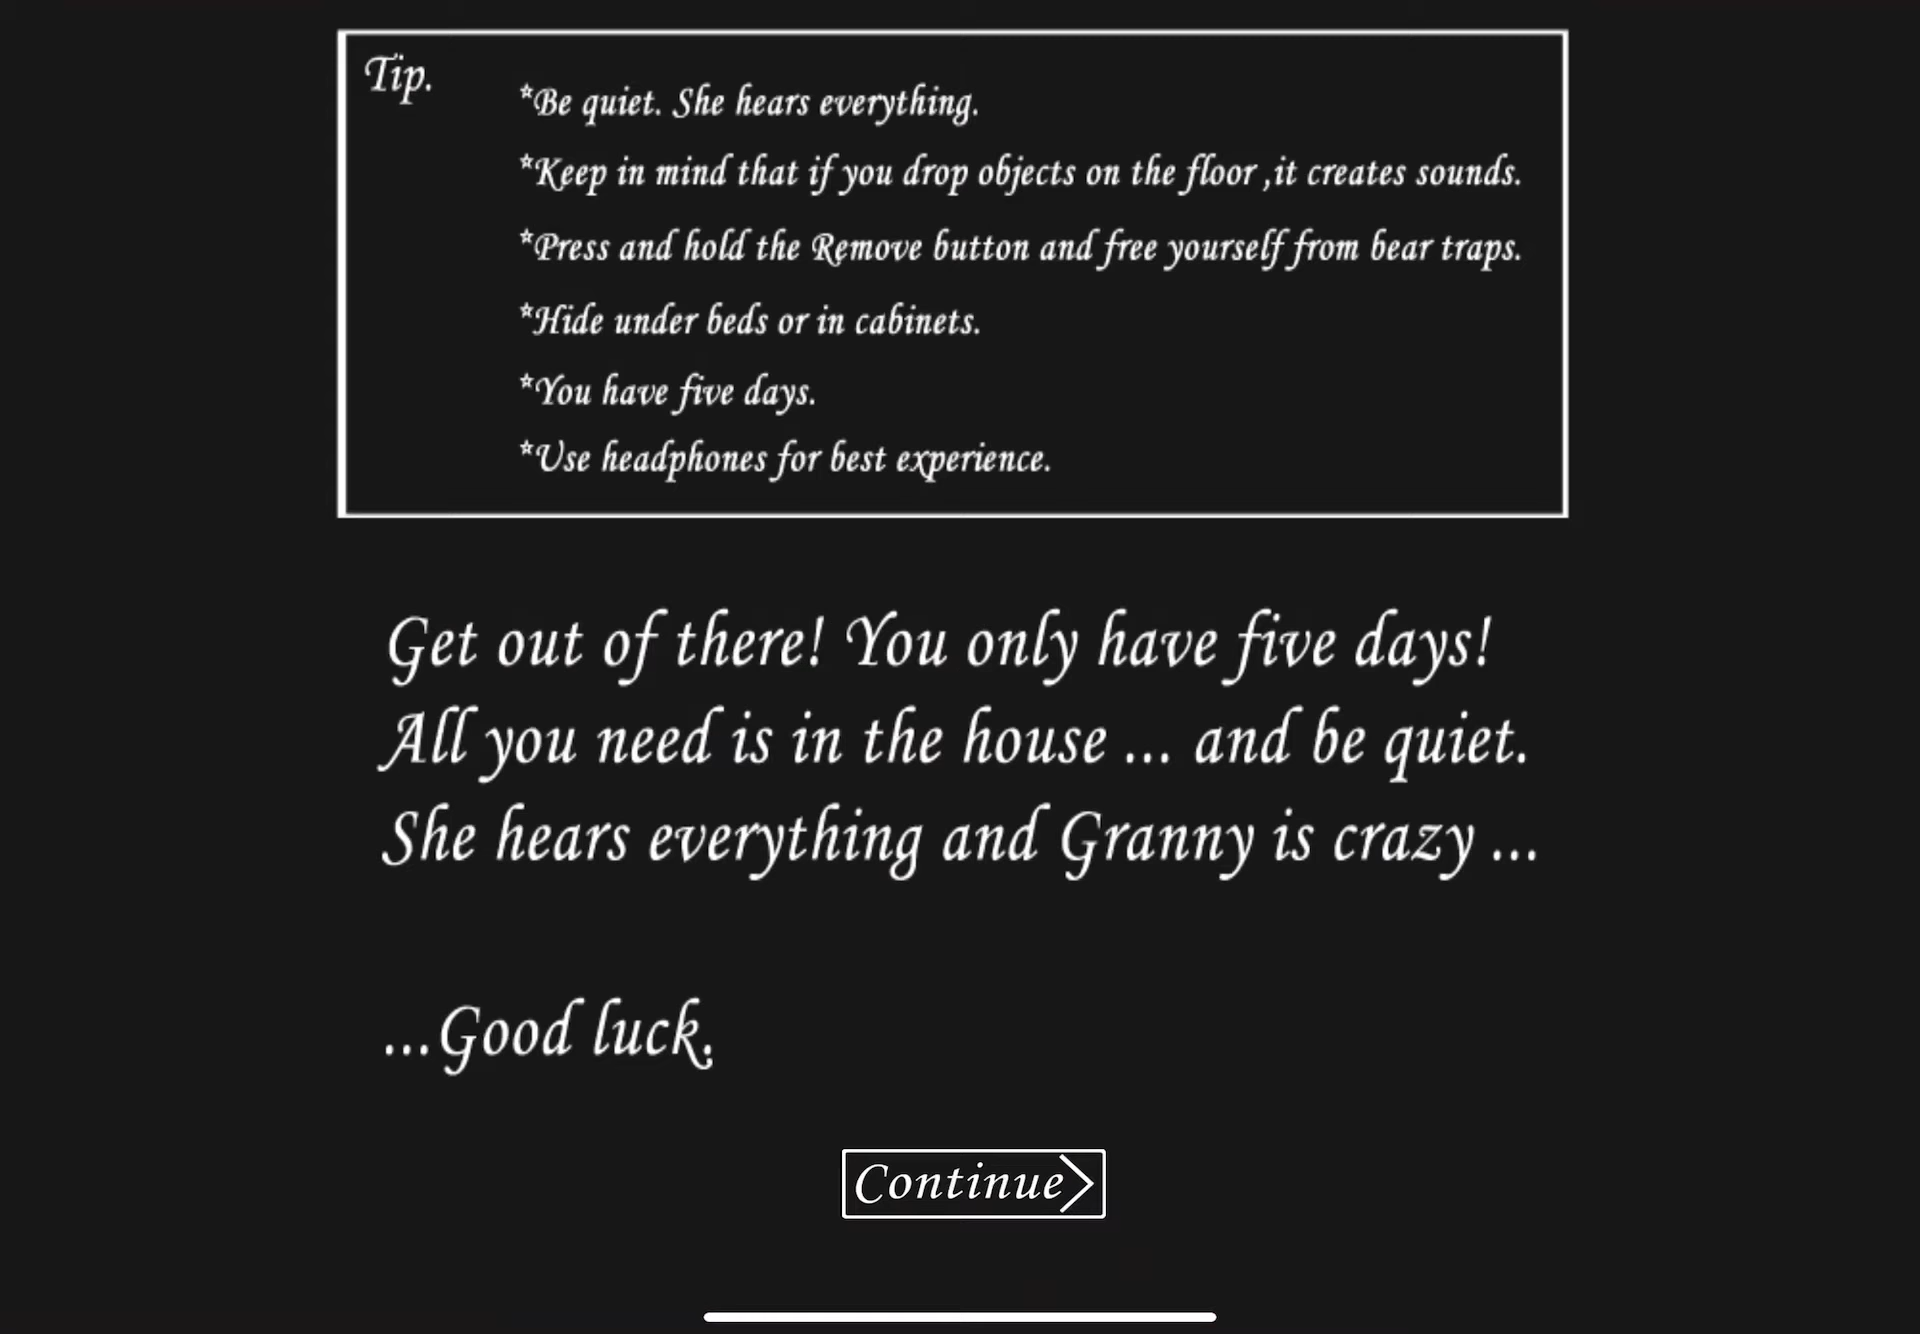 Tip.
*Be quiet. She hears everything.
*Keep in mind that if you drop objects on the floor ,it creates sounds.
*Press and hold the Remove button and free yourself from bear traps.
*Hide under beds or in cabinets.
*You have five days.
*Use headphones for best experience.
Get out of there! You only have five days!
All you need is in the house ... and be quiet.
She hears everything and Granny is crazy ...
...Good luck.
Continue>